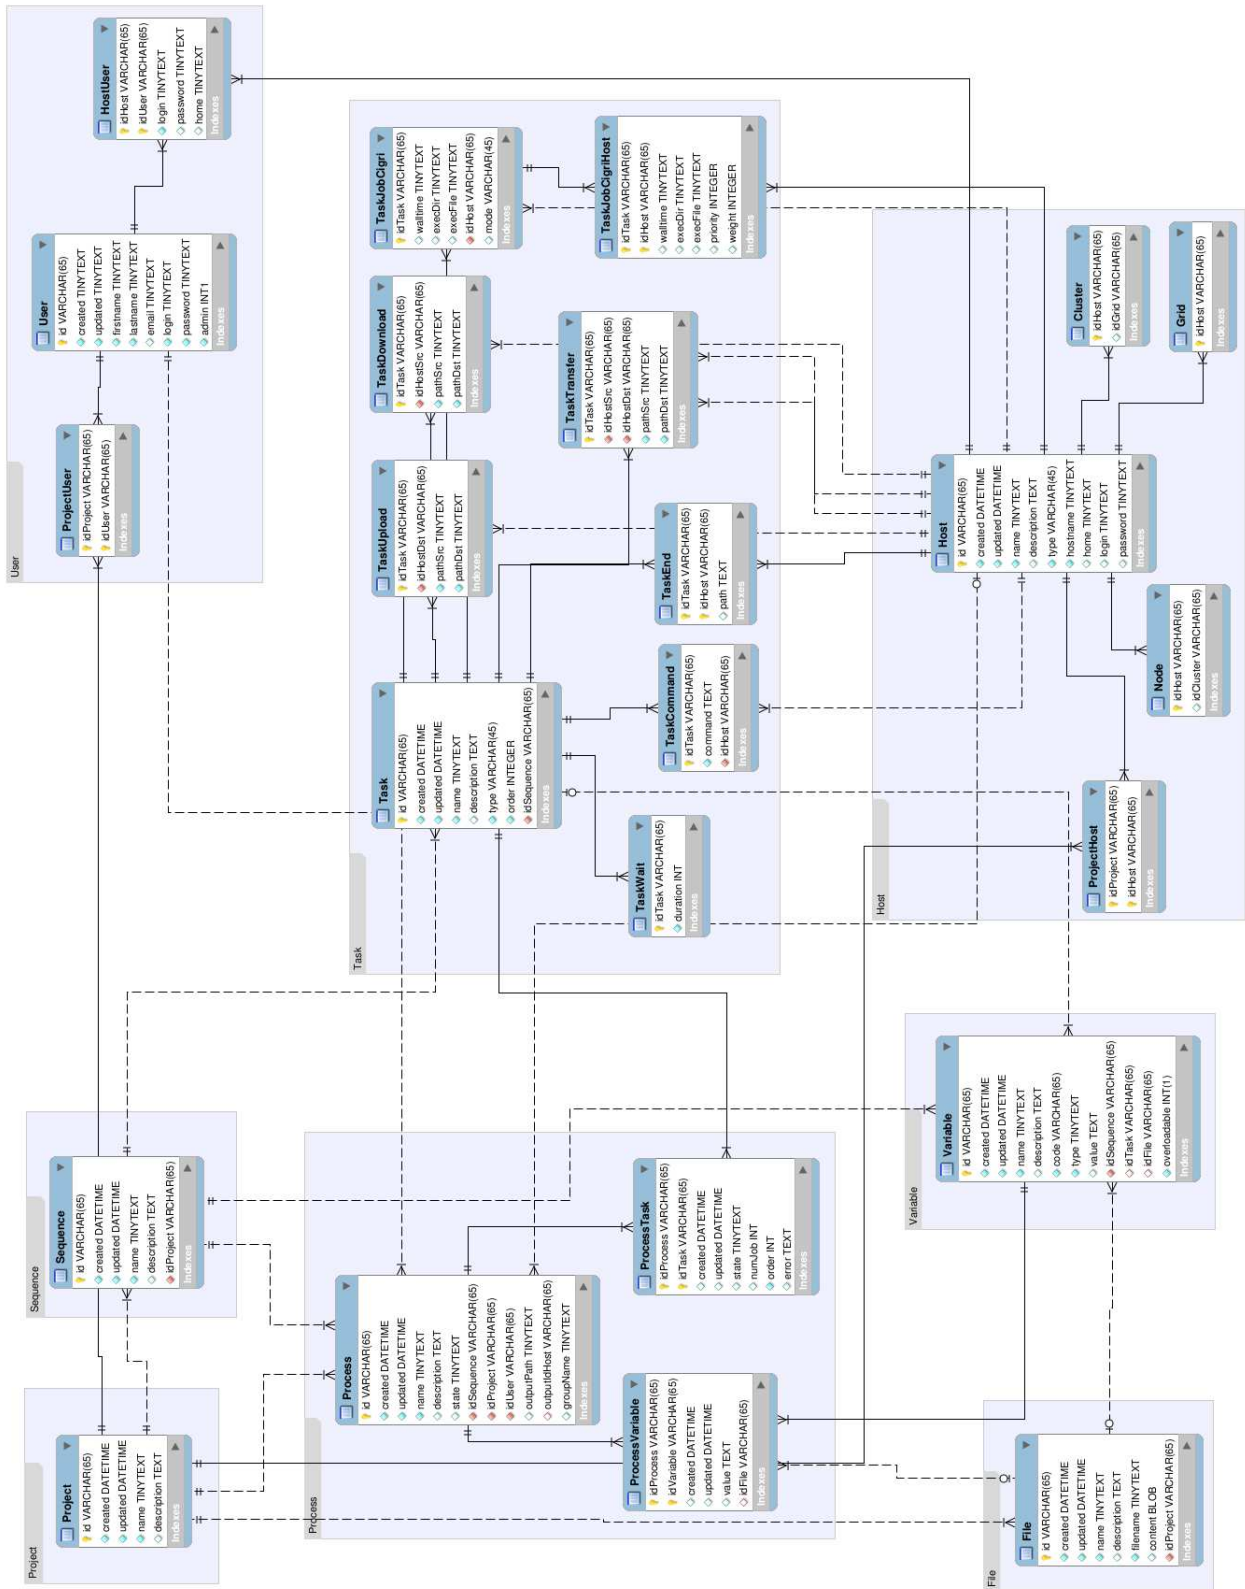 Project
Project
id VARCHAR(65)
created DATETIME
updated DATETIME
name TINYTEXT
description TEXT
Indexes
Sequence
Sequence
id VARCHAR(65)
created DATETIME
updated DATETIME
name TINYTEXT
description TEXT
idProject VARCHAR(65)
Indexes
User
ProjectUser
idProject VARCHAR(65)
idUser VARCHAR(65)
Indexes
User
id VARCHAR(65)
created TINYTEXT
updated TINYTEXT
firstname TINYTEXT
lastname TINYTEXT
email TINYTEXT
login TINYTEXT
password TINYTEXT
admin INT1
Indexes
HostUser
idHost VARCHAR(65)
idUser VARCHAR(65)
login TINYTEXT
password TINYTEXT
home TINYTEXT
Indexes
Process
Process
id VARCHAR(65)
created DATETIME
updated DATETIME
name TINYTEXT
description TEXT
state TINYTEXT
idSequence VARCHAR(65)
idProject VARCHAR(65)
idUser VARCHAR(65)
outputPath TINYTEXT
outputIdHost VARCHAR(65)
groupName TINYTEXT
Indexes
ProcessVariable
idProcess VARCHAR(65)
idVariable VARCHAR(65)
created DATETIME
updated DATETIME
value TEXT
idFile VARCHAR(65)
Indexes
ProcessTask
idProcess VARCHAR(65)
idTask VARCHAR(65)
created DATETIME
updated DATETIME
state TINYTEXT
numJob INT
order INT
error TEXT
Indexes
Task
Task
id VARCHAR(65)
created DATETIME
updated DATETIME
name TINYTEXT
description TEXT
type VARCHAR(45)
order INTEGER
idSequence VARCHAR(65)
Indexes
TaskUpload
idTask VARCHAR(65)
idHostDst VARCHAR(65)
pathSrc TINYTEXT
pathDst TINYTEXT
Indexes
TaskDownload
idTask VARCHAR(65)
idHostSrc VARCHAR(65)
pathSrc TINYTEXT
pathDst TINYTEXT
Indexes
TaskJobCigri
idTask VARCHAR(65)
walltime TINYTEXT
execDir TINYTEXT
execFile TINYTEXT
idHost VARCHAR(65)
mode VARCHAR(45)
Indexes
TaskTransfer
idTask VARCHAR(65)
idHostSrc VARCHAR(65)
idHostDst VARCHAR(65)
pathSrc TINYTEXT
pathDst TINYTEXT
Indexes
TaskJobCigriHost
idTask VARCHAR(65)
idHost VARCHAR(65)
walltime TINYTEXT
execDir TINYTEXT
execFile TINYTEXT
priority INTEGER
weight INTEGER
Indexes
TaskWait
idTask VARCHAR(65)
duration INT
Indexes
TaskCommand
idTask VARCHAR(65)
command TEXT
idHost VARCHAR(65)
Indexes
TaskEnd
idTask VARCHAR(65)
idHost VARCHAR(65)
path TEXT
Indexes
File
File
id VARCHAR(65)
created DATETIME
updated DATETIME
name TINYTEXT
description TEXT
filename TINYTEXT
content BLOB
idProject VARCHAR(65)
Indexes
Variable
Variable
id VARCHAR(65)
created DATETIME
updated DATETIME
name TINYTEXT
description TEXT
code VARCHAR(65)
type TINYTEXT
value TEXT
idSequence VARCHAR(65)
idTask VARCHAR(65)
idFile VARCHAR(65)
overloadable INT(1)
Indexes
Host
Host
id VARCHAR(65)
created DATETIME
updated DATETIME
name TINYTEXT
description TEXT
type VARCHAR(45)
hostname TINYTEXT
home TINYTEXT
login TINYTEXT
password TINYTEXT
Indexes
Cluster
idHost VARCHAR(65)
idGrid VARCHAR(65)
Indexes
Grid
idHost VARCHAR(65)
Indexes
ProjectHost
idProject VARCHAR(65)
idHost VARCHAR(65)
Indexes
Node
idHost VARCHAR(65)
idCluster VARCHAR(65)
Indexes